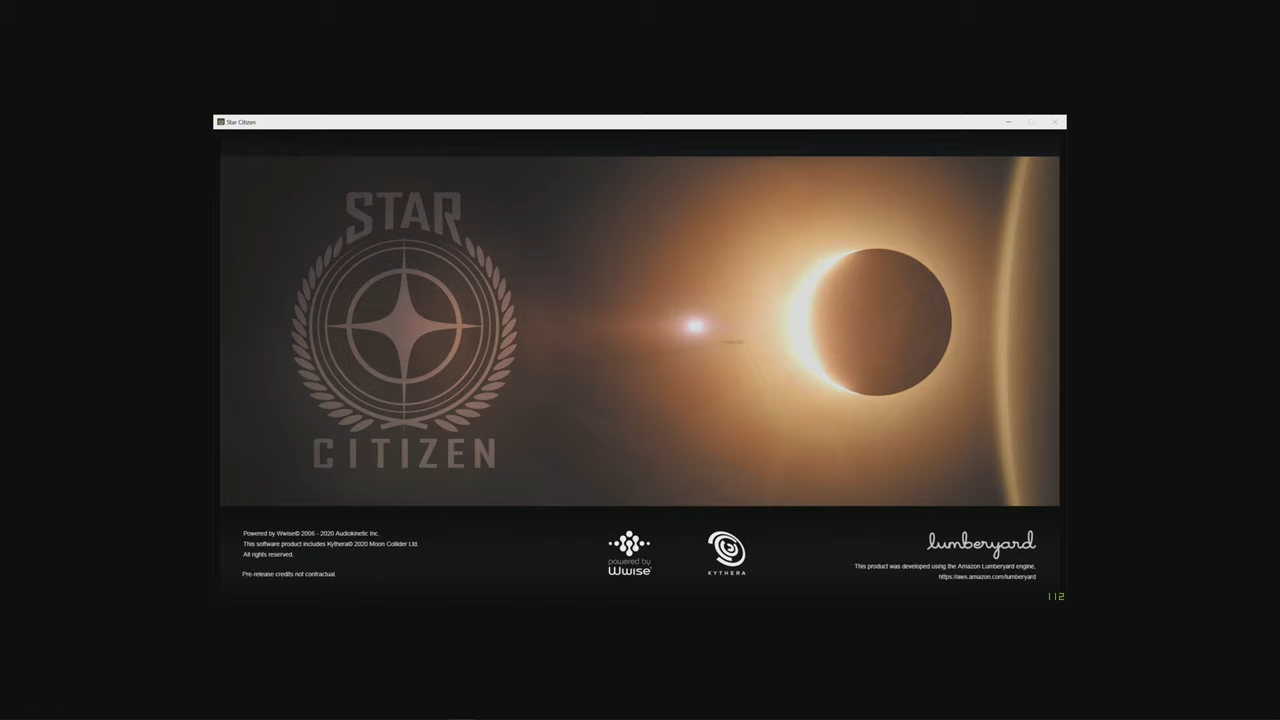 Star Citizen
STAR
CITIZEN
Powered by Wwise© 2006 - 2020 Audiokinetic Inc.
This software product includes Kythera© 2020 Moon Collider Ltd.
All rights reserved.
Pre-release credits not contractual.
powered by
Wwise
KYTHERA
lumberyard
This product was developed using the Amazon Lumberyard engine,
https://aws.amazon.com/lumberyard
112